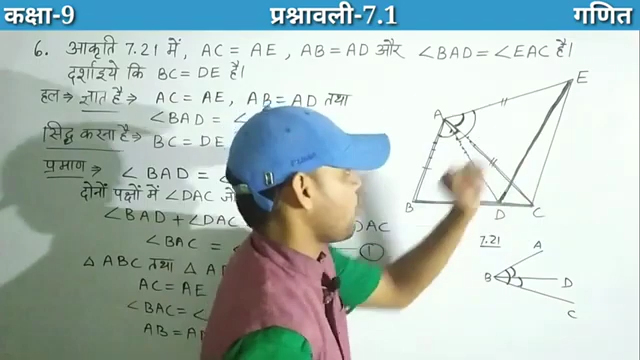 कक्षा-9 प्रश्नावली-7.1 गणित
6. आकृति 7.21 में, AC = AE, AB = AD और ∠BAD = ∠EAC है।
दर्शाइये कि BC = DE है।
हल⇒ ज्ञात है⇒ AC = AE, AB = AD तथा
∠BAD = ∠
सिद्ध करना है⇒ BC = DE
प्रमाण⇒ ∠BAD = ∠
दोनों पक्षों में ∠DAC जो
∠BAD + ∠DA DAC
∠BAC = ∠ ①
△ABC तथा △A
AC = AE
∠BAC = ∠
AB = AD
E
A
B D C
7.21
A
B D
C